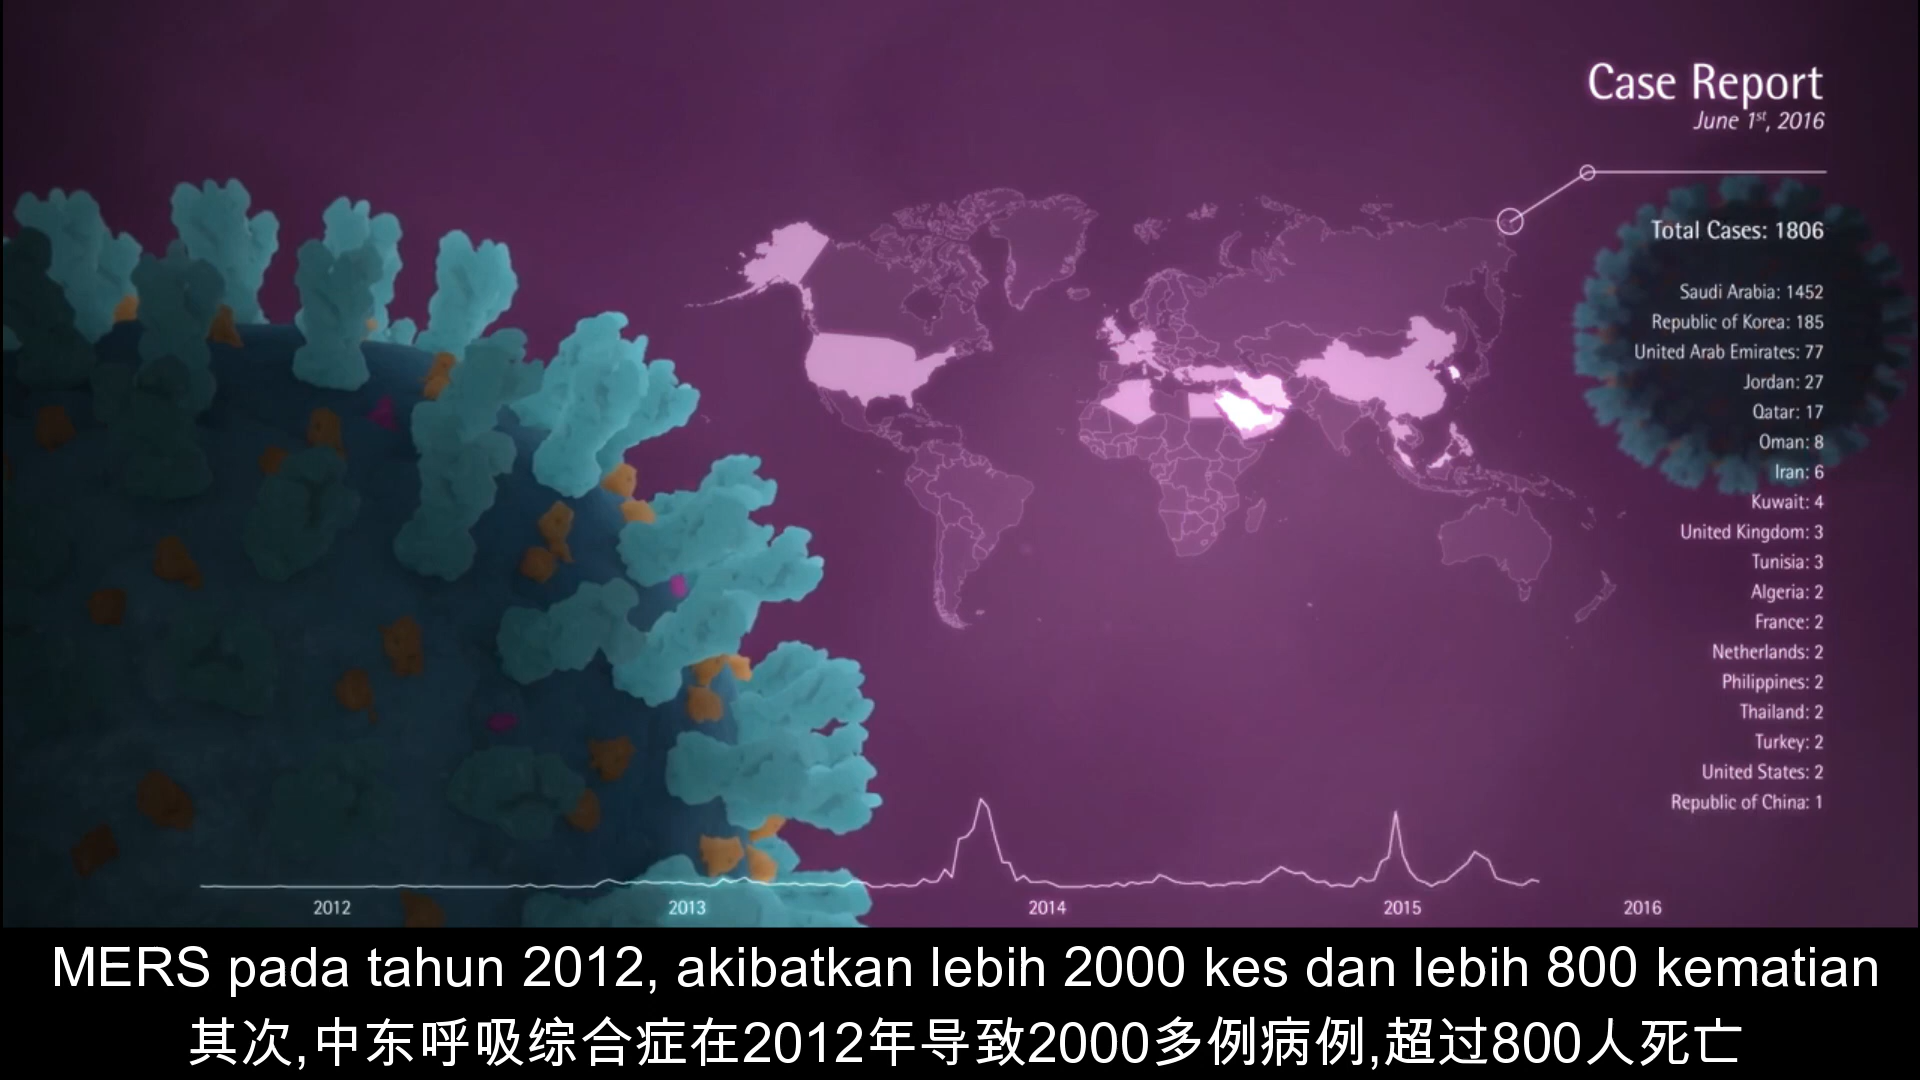 Case Report
June 1st, 2016
Total Cases: 1806
Saudi Arabia: 1452
Republic of Korea: 185
United Arab Emirates: 77
Jordan: 27
Qatar: 17
Oman: 8
Iran: 6
Kuwait: 4
United Kingdom: 3
Tunisia: 3
Algeria: 2
France: 2
Netherlands: 2
Philippines: 2
Thailand: 2
Turkey: 2
United States: 2
Republic of China: 1
2012 2013 2014 2015 2016
MERS pada tahun 2012, akibatkan lebih 2000 kes dan lebih 800 kematian
其次,中东呼吸综合症在2012年导致2000多例病例,超过800人死亡